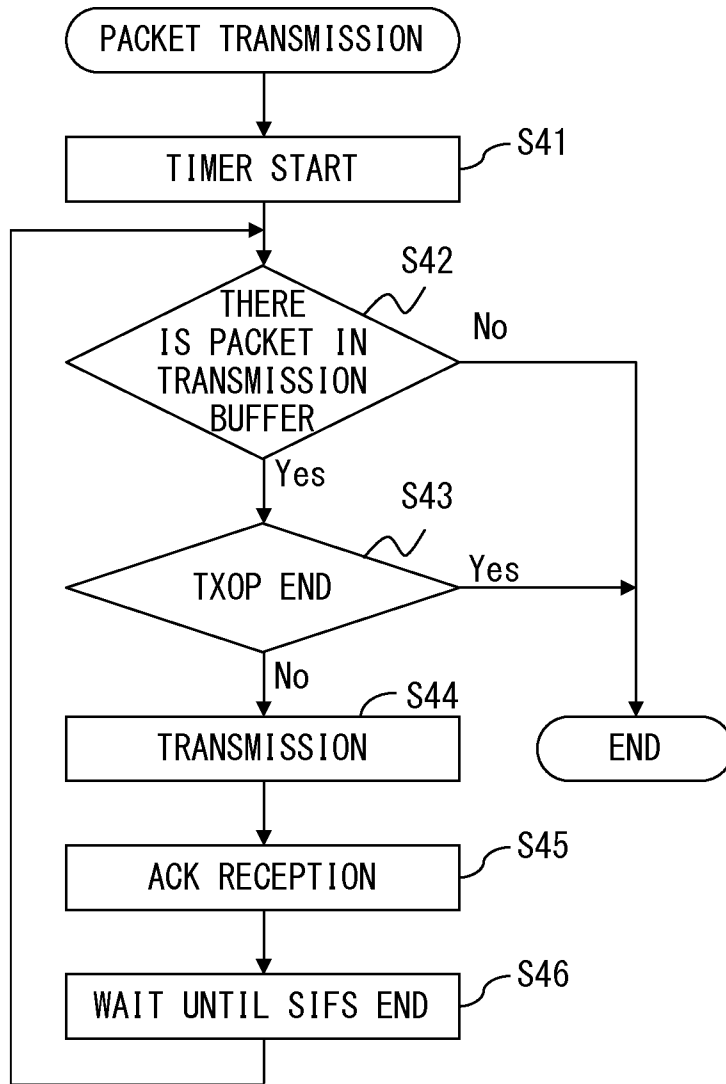 PACKET TRANSMISSION
S41
TIMER START
S42
THERE
IS PACKET IN
TRANSMISSION
BUFFER
No
Yes
S43
TXOP END
Yes
No
S44
TRANSMISSION
END
S45
ACK RECEPTION
S46
WAIT UNTIL SIFS END